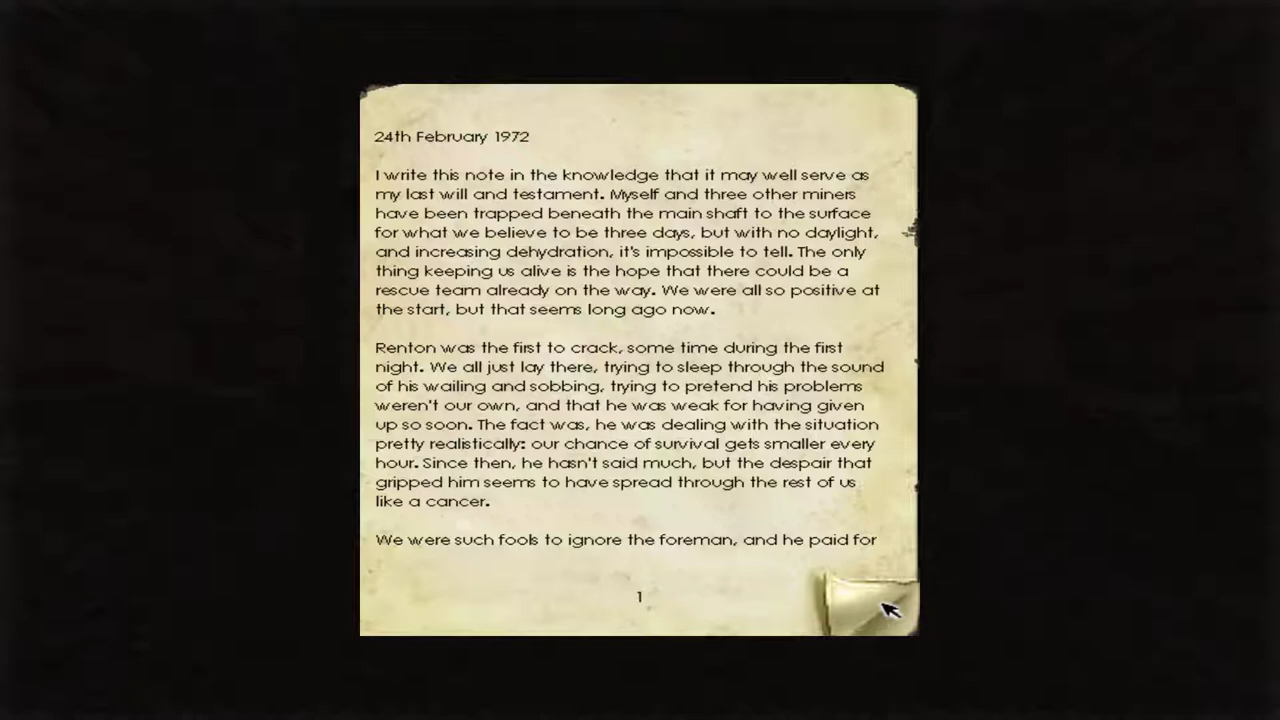 24th February 1972
I write this note in the knowledge that it may well serve as
my last will and testament. Myself and three other miners
have been trapped beneath the main shaft to the surface
for what we believe to be three days, but with no daylight,
and increasing dehydration, it's impossible to tell. The only
thing keeping us alive is the hope that there could be a
rescue team already on the way. We were all so positive at
the start, but that seems long ago now.
Renton was the first to crack, some time during the first
night. We all just lay there, trying to sleep through the sound
of his wailing and sobbing, trying to pretend his problems
weren't our own, and that he was weak for having given
up so soon. The fact was, he was dealing with the situation
pretty realistically: our chance of survival gets smaller every
hour. Since then, he hasn't said much, but the despair that
gripped him seems to have spread through the rest of us
like a cancer.
We were such fools to ignore the foreman, and he paid for
1